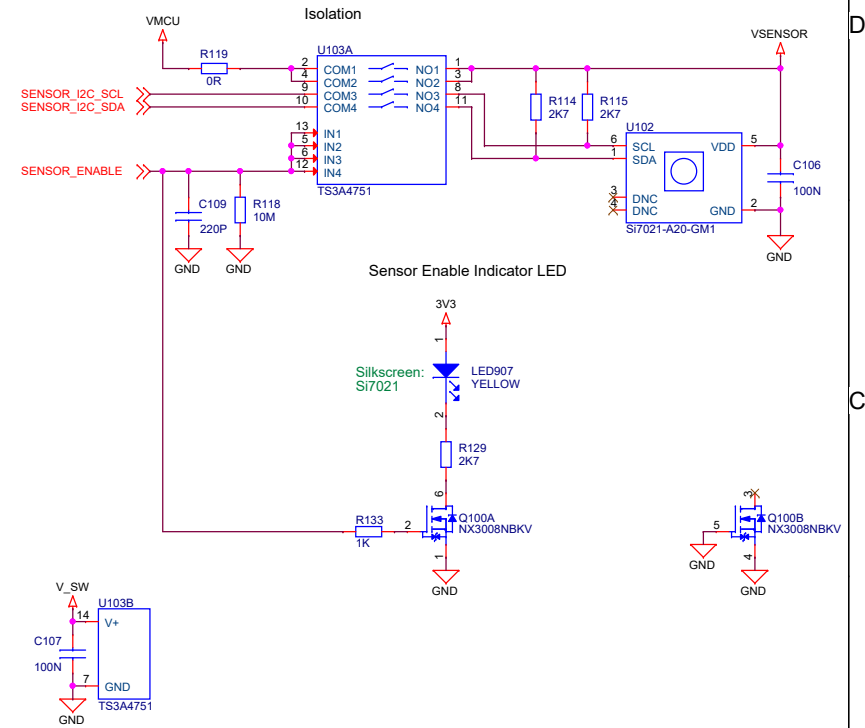 Isolation
D
VMCU
VSENSOR
R119
0R
U103A
2 COM1 NO1 1
4 COM2 NO2 3
9 COM3 NO3 8
10 COM4 NO4 11
SENSOR_I2C_SCL
SENSOR_I2C_SDA
13 IN1
5 IN2
6 IN3
12 IN4
TS3A4751
SENSOR_ENABLE
R114
2K7
R115
2K7
U102
6 SCL VDD 5
1 SDA
3 DNC
4 DNC GND 2
Si7021-A20-GM1
C106
100N
GND
C109
220P
R118
10M
GND
GND
Sensor Enable Indicator LED
3V3
1
Silkscreen:
Si7021
LED907
YELLOW
C
2
R129
2K7
6
R133
1K
2
Q100A
NX3008NBKV
1
GND
3
5
Q100B
NX3008NBKV
GND
4
GND
V_SW
U103B
14 V+
C107
100N
7 GND
TS3A4751
GND